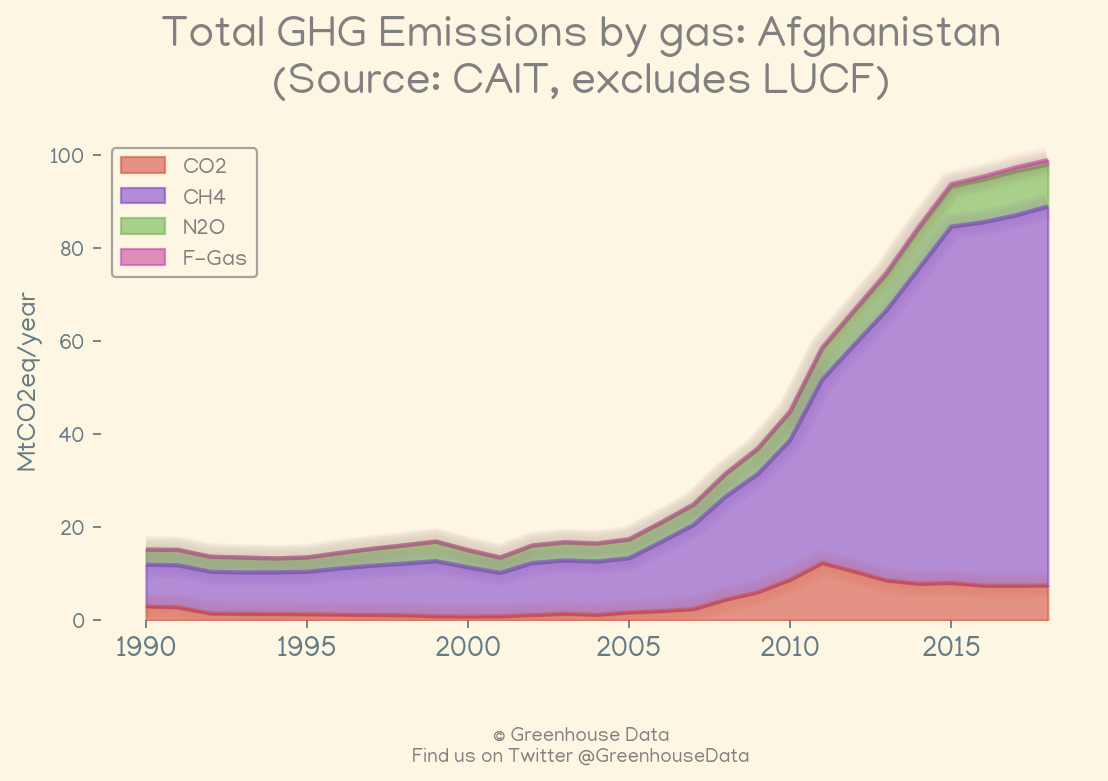 Total GHG Emissions by gas: Afghanistan
(Source: CAIT, excludes LUCF)
CO2
CH4
N2O
F-Gas
MtCO2eq/year
100
80
60
40
20
0
1990
1995
2000
2005
2010
2015
© Greenhouse Data
Find us on Twitter @GreenhouseData